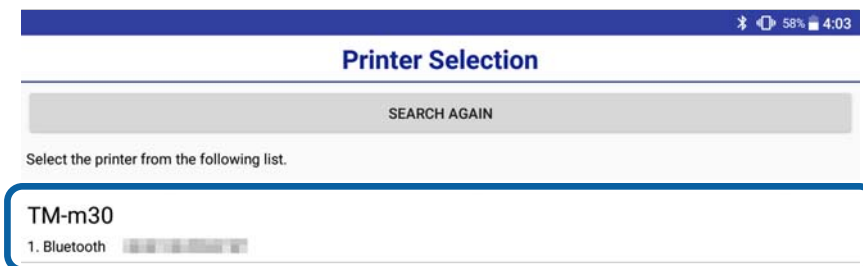 58% 4:03
Printer Selection
SEARCH AGAIN
Select the printer from the following list.
TM-m30
1. Bluetooth